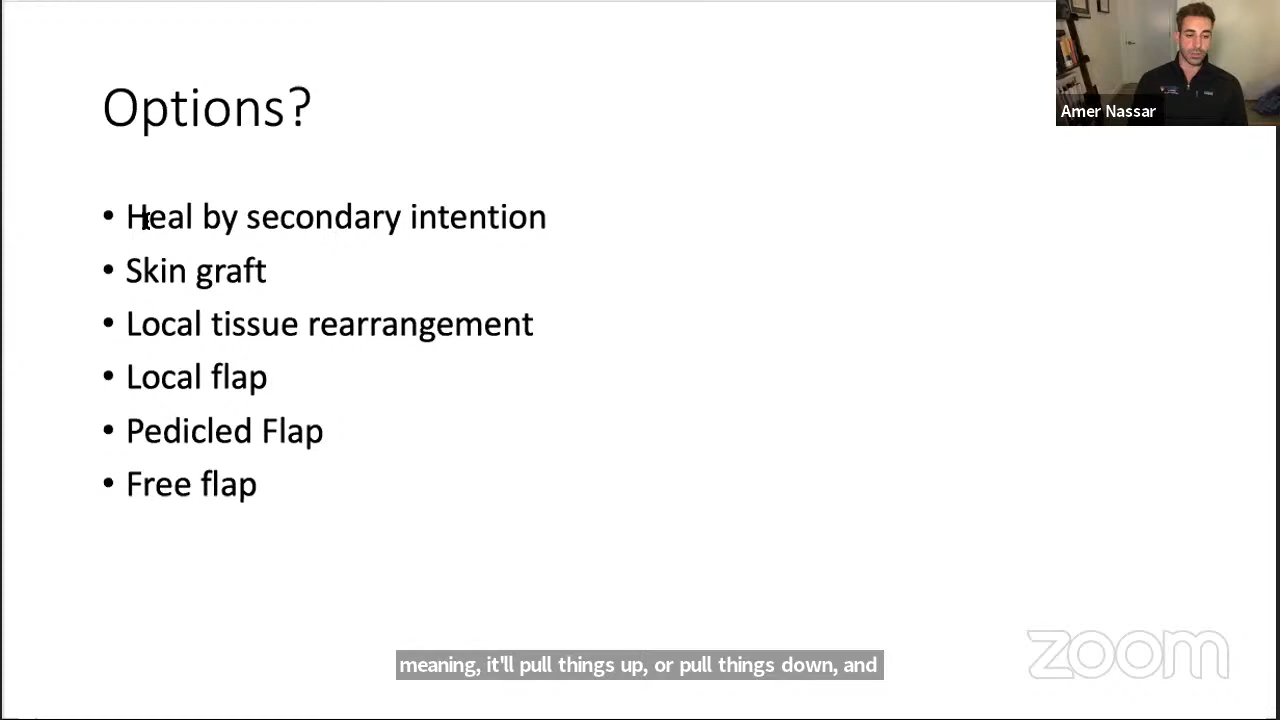 Amer Nassar
Options?
• Heal by secondary intention
• Skin graft
• Local tissue rearrangement
• Local flap
• Pedicled Flap
• Free flap
meaning, it'll pull things up, or pull things down, and
zoom